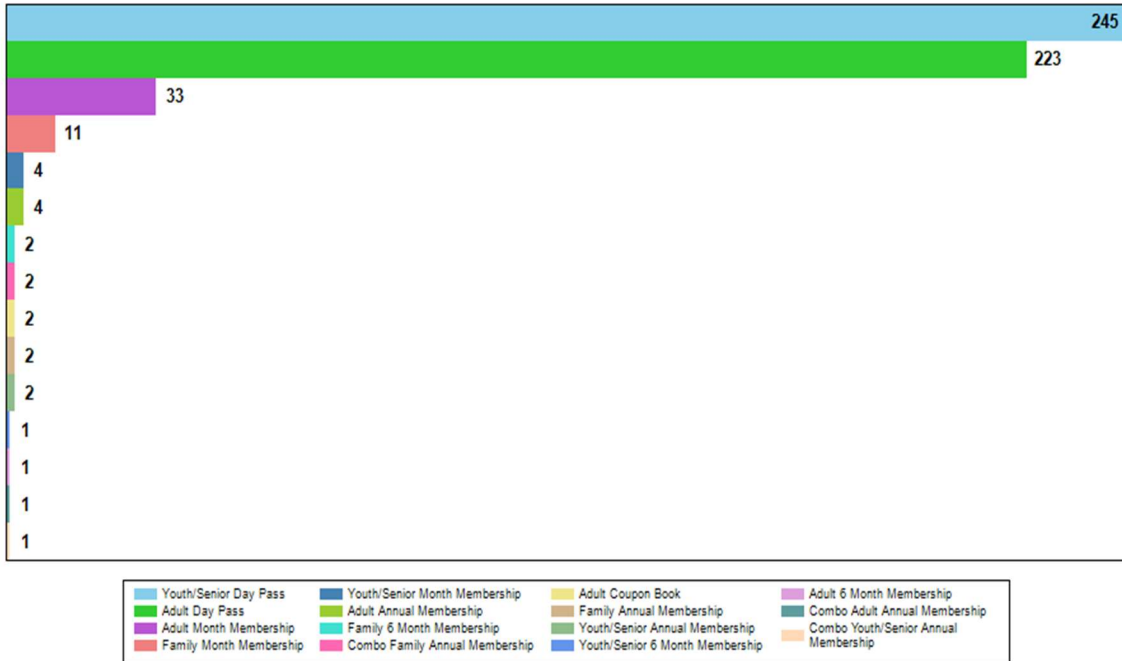 245
223
33
11
4
4
2
2
2
2
2
1
1
1
1
Youth/Senior Day Pass
Adult Day Pass
Adult Month Membership
Family Month Membership
Youth/Senior Month Membership
Adult Annual Membership
Family 6 Month Membership
Combo Family Annual Membership
Adult Coupon Book
Family Annual Membership
Youth/Senior Annual Membership
Youth/Senior 6 Month Membership
Adult 6 Month Membership
Combo Adult Annual Membership
Combo Youth/Senior Annual
Membership